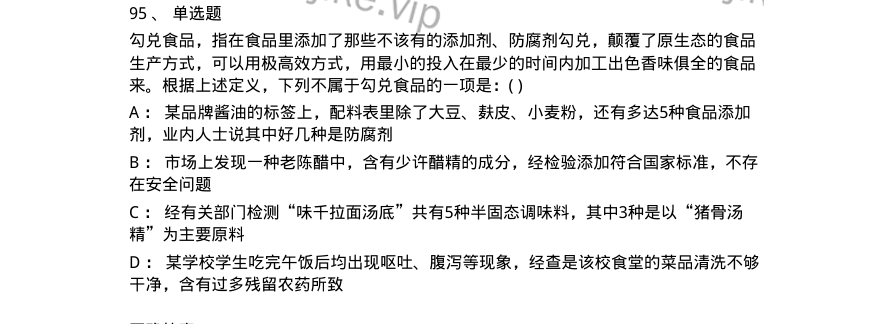 95 、 单选题
勾兑食品，指在食品里添加了那些不该有的添加剂、防腐剂勾兑，颠覆了原生态的食品
生产方式，可以用极高效方式，用最小的投入在最少的时间内加工出色香味俱全的食品
来。根据上述定义，下列不属于勾兑食品的一项是：( )
A ： 某品牌酱油的标签上，配料表里除了大豆、麸皮、小麦粉，还有多达5种食品添加
剂，业内人士说其中好几种是防腐剂
B ： 市场上发现一种老陈醋中，含有少许醋精的成分，经检验添加符合国家标准，不存
在安全问题
C ： 经有关部门检测“味千拉面汤底”共有5种半固态调味料，其中3种是以“猪骨汤
精”为主要原料
D ： 某学校学生吃完午饭后均出现呕吐、腹泻等现象，经查是该校食堂的菜品清洗不够
干净，含有过多残留农药所致